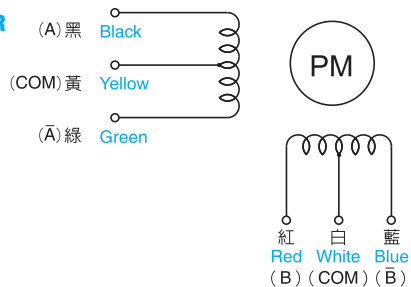 R
(A) 黑 Black
(COM) 黃 Yellow
(Ā) 綠 Green
PM
紅 白 藍
Red White Blue
(B) (COM) (B̄)